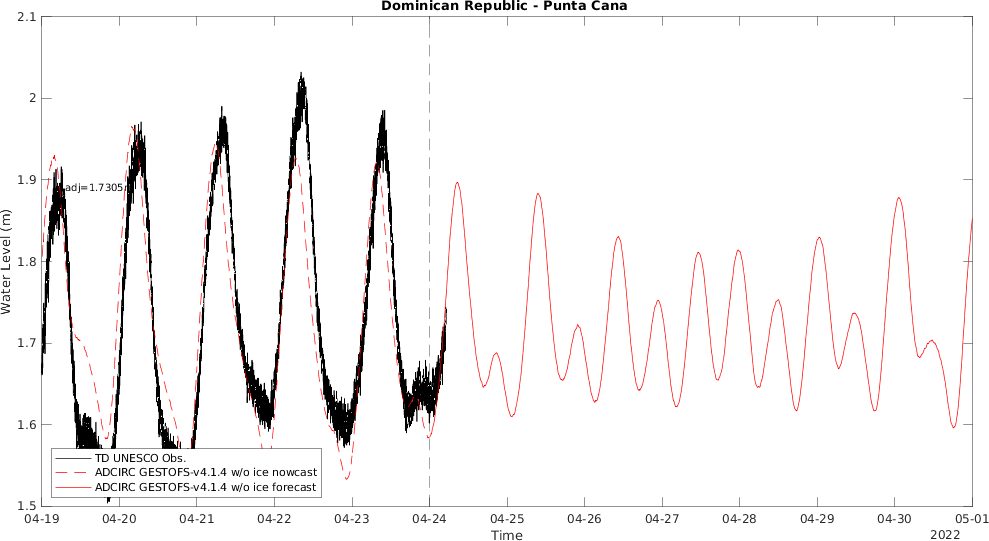 Dominican Republic - Punta Cana
2.1
2
1.9
1.8
1.7
1.6
1.5
Water Level (m)
adj=1.7305
TD UNESCO Obs.
ADCIRC GESTOFS-v4.1.4 w/o ice nowcast
ADCIRC GESTOFS-v4.1.4 w/o ice forecast
04-19 04-20 04-21 04-22 04-23 04-24 04-25 04-26 04-27 04-28 04-29 04-30 05-01
Time
2022